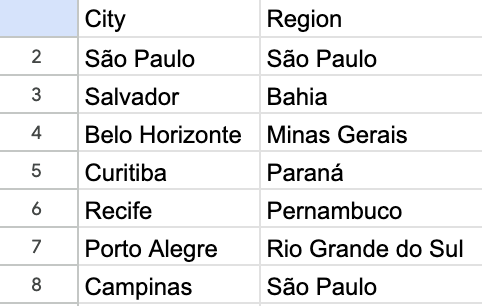 City Region
2 São Paulo São Paulo
3 Salvador Bahia
4 Belo Horizonte Minas Gerais
5 Curitiba Paraná
6 Recife Pernambuco
7 Porto Alegre Rio Grande do Sul
8 Campinas São Paulo